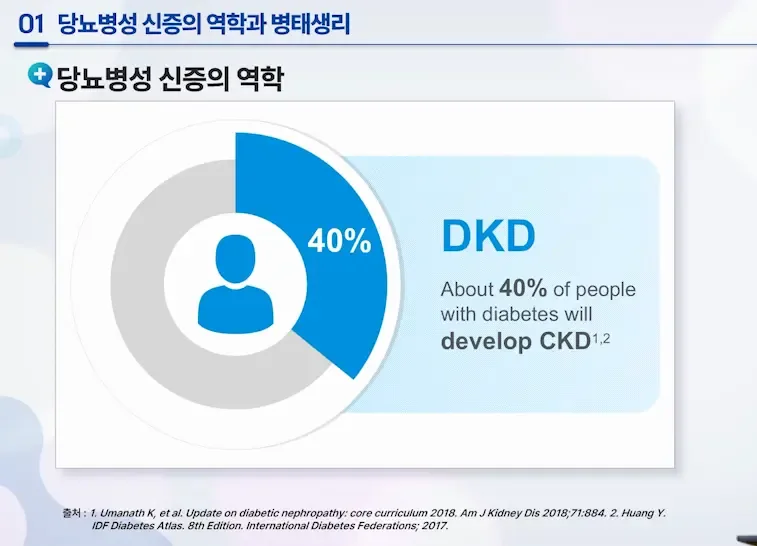 01 당뇨병성 신증의 역학과 병태생리
당뇨병성 신증의 역학
40%
DKD
About 40% of people
with diabetes will
develop CKD1,2
출처 : 1. Umanath K, et al. Update on diabetic nephropathy: core curriculum 2018. Am J Kidney Dis 2018;71:884. 2. Huang Y.
IDF Diabetes Atlas. 8th Edition. International Diabetes Federations; 2017.